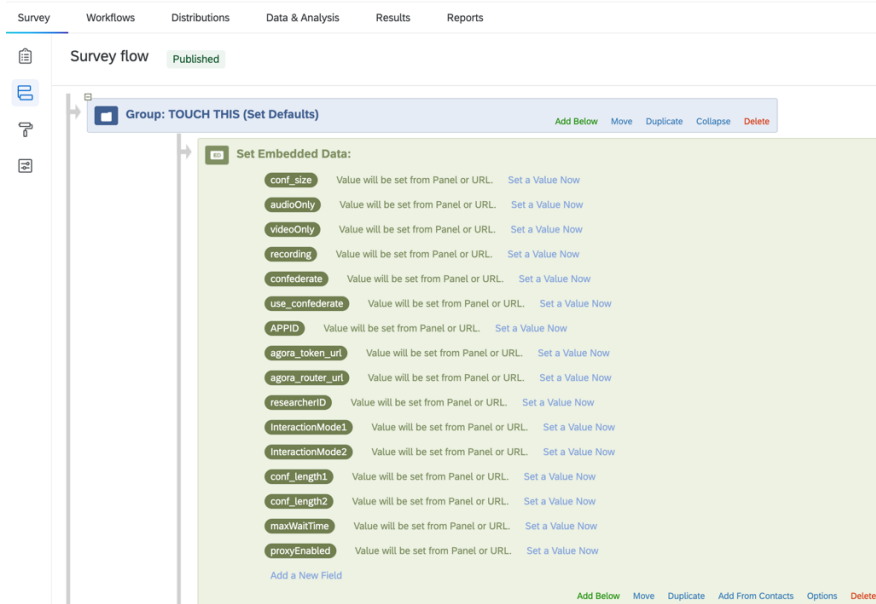 Survey Workflows Distributions Data & Analysis Results Reports
Survey flow Published
Group: TOUCH THIS (Set Defaults)
Add Below Move Duplicate Collapse Delete
ED Set Embedded Data:
conf_size Value will be set from Panel or URL. Set a Value Now
audioOnly Value will be set from Panel or URL. Set a Value Now
videoOnly Value will be set from Panel or URL. Set a Value Now
recording Value will be set from Panel or URL. Set a Value Now
confederate Value will be set from Panel or URL. Set a Value Now
use_confederate Value will be set from Panel or URL. Set a Value Now
APPID Value will be set from Panel or URL. Set a Value Now
agora_token_url Value will be set from Panel or URL. Set a Value Now
agora_router_url Value will be set from Panel or URL. Set a Value Now
researcherID Value will be set from Panel or URL. Set a Value Now
InteractionMode1 Value will be set from Panel or URL. Set a Value Now
InteractionMode2 Value will be set from Panel or URL. Set a Value Now
conf_length1 Value will be set from Panel or URL. Set a Value Now
conf_length2 Value will be set from Panel or URL. Set a Value Now
maxWaitTime Value will be set from Panel or URL. Set a Value Now
proxyEnabled Value will be set from Panel or URL. Set a Value Now
Add a New Field
Add Below Move Duplicate Add From Contacts Options Delete